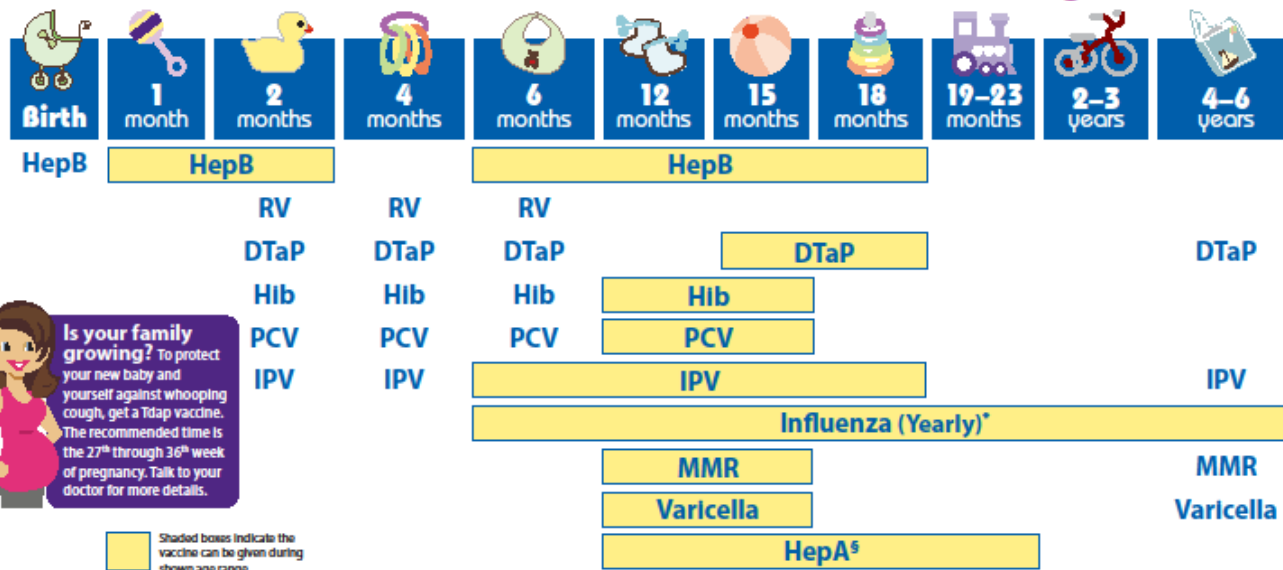 Birth
1 month
2 months
4 months
6 months
12 months
15 months
18 months
19–23 months
2–3 years
4–6 years
HepB HepB HepB
RV RV RV
DTaP DTaP DTaP DTaP DTaP
Hib Hib Hib Hib
PCV PCV PCV PCV
IPV IPV IPV IPV
Influenza (Yearly)*
MMR MMR
Varicella Varicella
HepA§
Is your family
growing? To protect
your new baby and
yourself against whooping
cough, get a Tdap vaccine.
The recommended time is
the 27th through 36th week
of pregnancy. Talk to your
doctor for more details.
Shaded boxes indicate the
vaccine can be given during
shown age range.